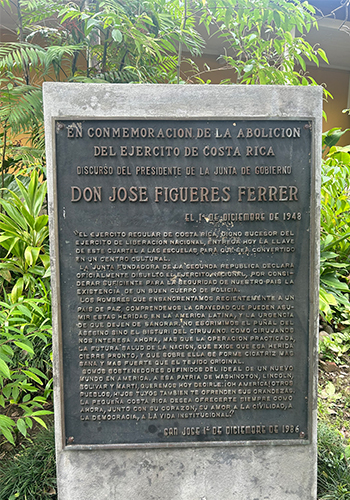 EN CONMEMORACION DE LA ABOLICION
DEL EJERCITO DE COSTA RICA
DISCURSO DEL PRESIDENTE DE LA JUNTA DE GOBIERNO
DON JOSE FIGUERES FERRER
EL 1º DE DICIEMBRE DE 1948
"EL EJERCITO REGULAR DE COSTA RICA, DIGNO SUCESOR DEL
EJERCITO DE LIBERACION NACIONAL, ENTREGA HOY LA LLAVE
DE ESTE CUARTEL A LAS ESCUELAS PARA QUE SEA CONVERTIDO
EN UN CENTRO CULTURAL.
LA JUNTA FUNDADORA DE LA SEGUNDA REPUBLICA DECLARA
OFICIALMENTE DISUELTO EL EJERCITO NACIONAL, POR CONSI-
DERAR SUFICIENTE PARA LA SEGURIDAD DE NUESTRO PAIS LA
EXISTENCIA DE UN BUEN CUERPO DE POLICIA.
LOS HOMBRES QUE ENSANGRENTAMOS RECIENTEMENTE A UN
PAIS DE PAZ, COMPRENDEMOS LA GRAVEDAD QUE PUEDEN ASU-
MIR ESTAS HERIDAS EN LA AMERICA LATINA, Y LA URGENCIA
DE QUE DEJEN DE SANGRAR. NO ESGRIMIMOS EL PUÑAL DEL
ASESINO SINO EL BISTURI DEL CIRUJANO. COMO CIRUJANOS
NOS INTERESA AHORA, MAS QUE LA OPERACION PRACTICADA,
LA FUTURA SALUD DE LA NACION, QUE EXIGE QUE ESA HERIDA
CIERRE PRONTO, Y QUE SOBRE ELLA SE FORME CICATRIZ MAS
SANA Y MAS FUERTE QUE EL TEJIDO ORIGINAL.
SOMOS SOSTENEDORES DEFINIDOS DEL IDEAL DE UN NUEVO
MUNDO EN AMERICA. A ESA PATRIA DE WASHINGTON, LINCOLN,
BOLIVAR Y MARTI, QUEREMOS HOY DECIRLE: ¡OH AMERICA! OTROS
PUEBLOS, HIJOS TUYOS TAMBIEN TE OFRENDEN SUS GRANDEZAS.
LA PEQUEÑA COSTA RICA DESEA OFRECERTE SIEMPRE COMO
AHORA, JUNTO CON SU CORAZON, SU AMOR A LA CIVILIDAD, A
LA DEMOCRACIA, A LA VIDA INSTITUCIONAL."
SAN JOSE 1º DE DICIEMBRE DE 1986